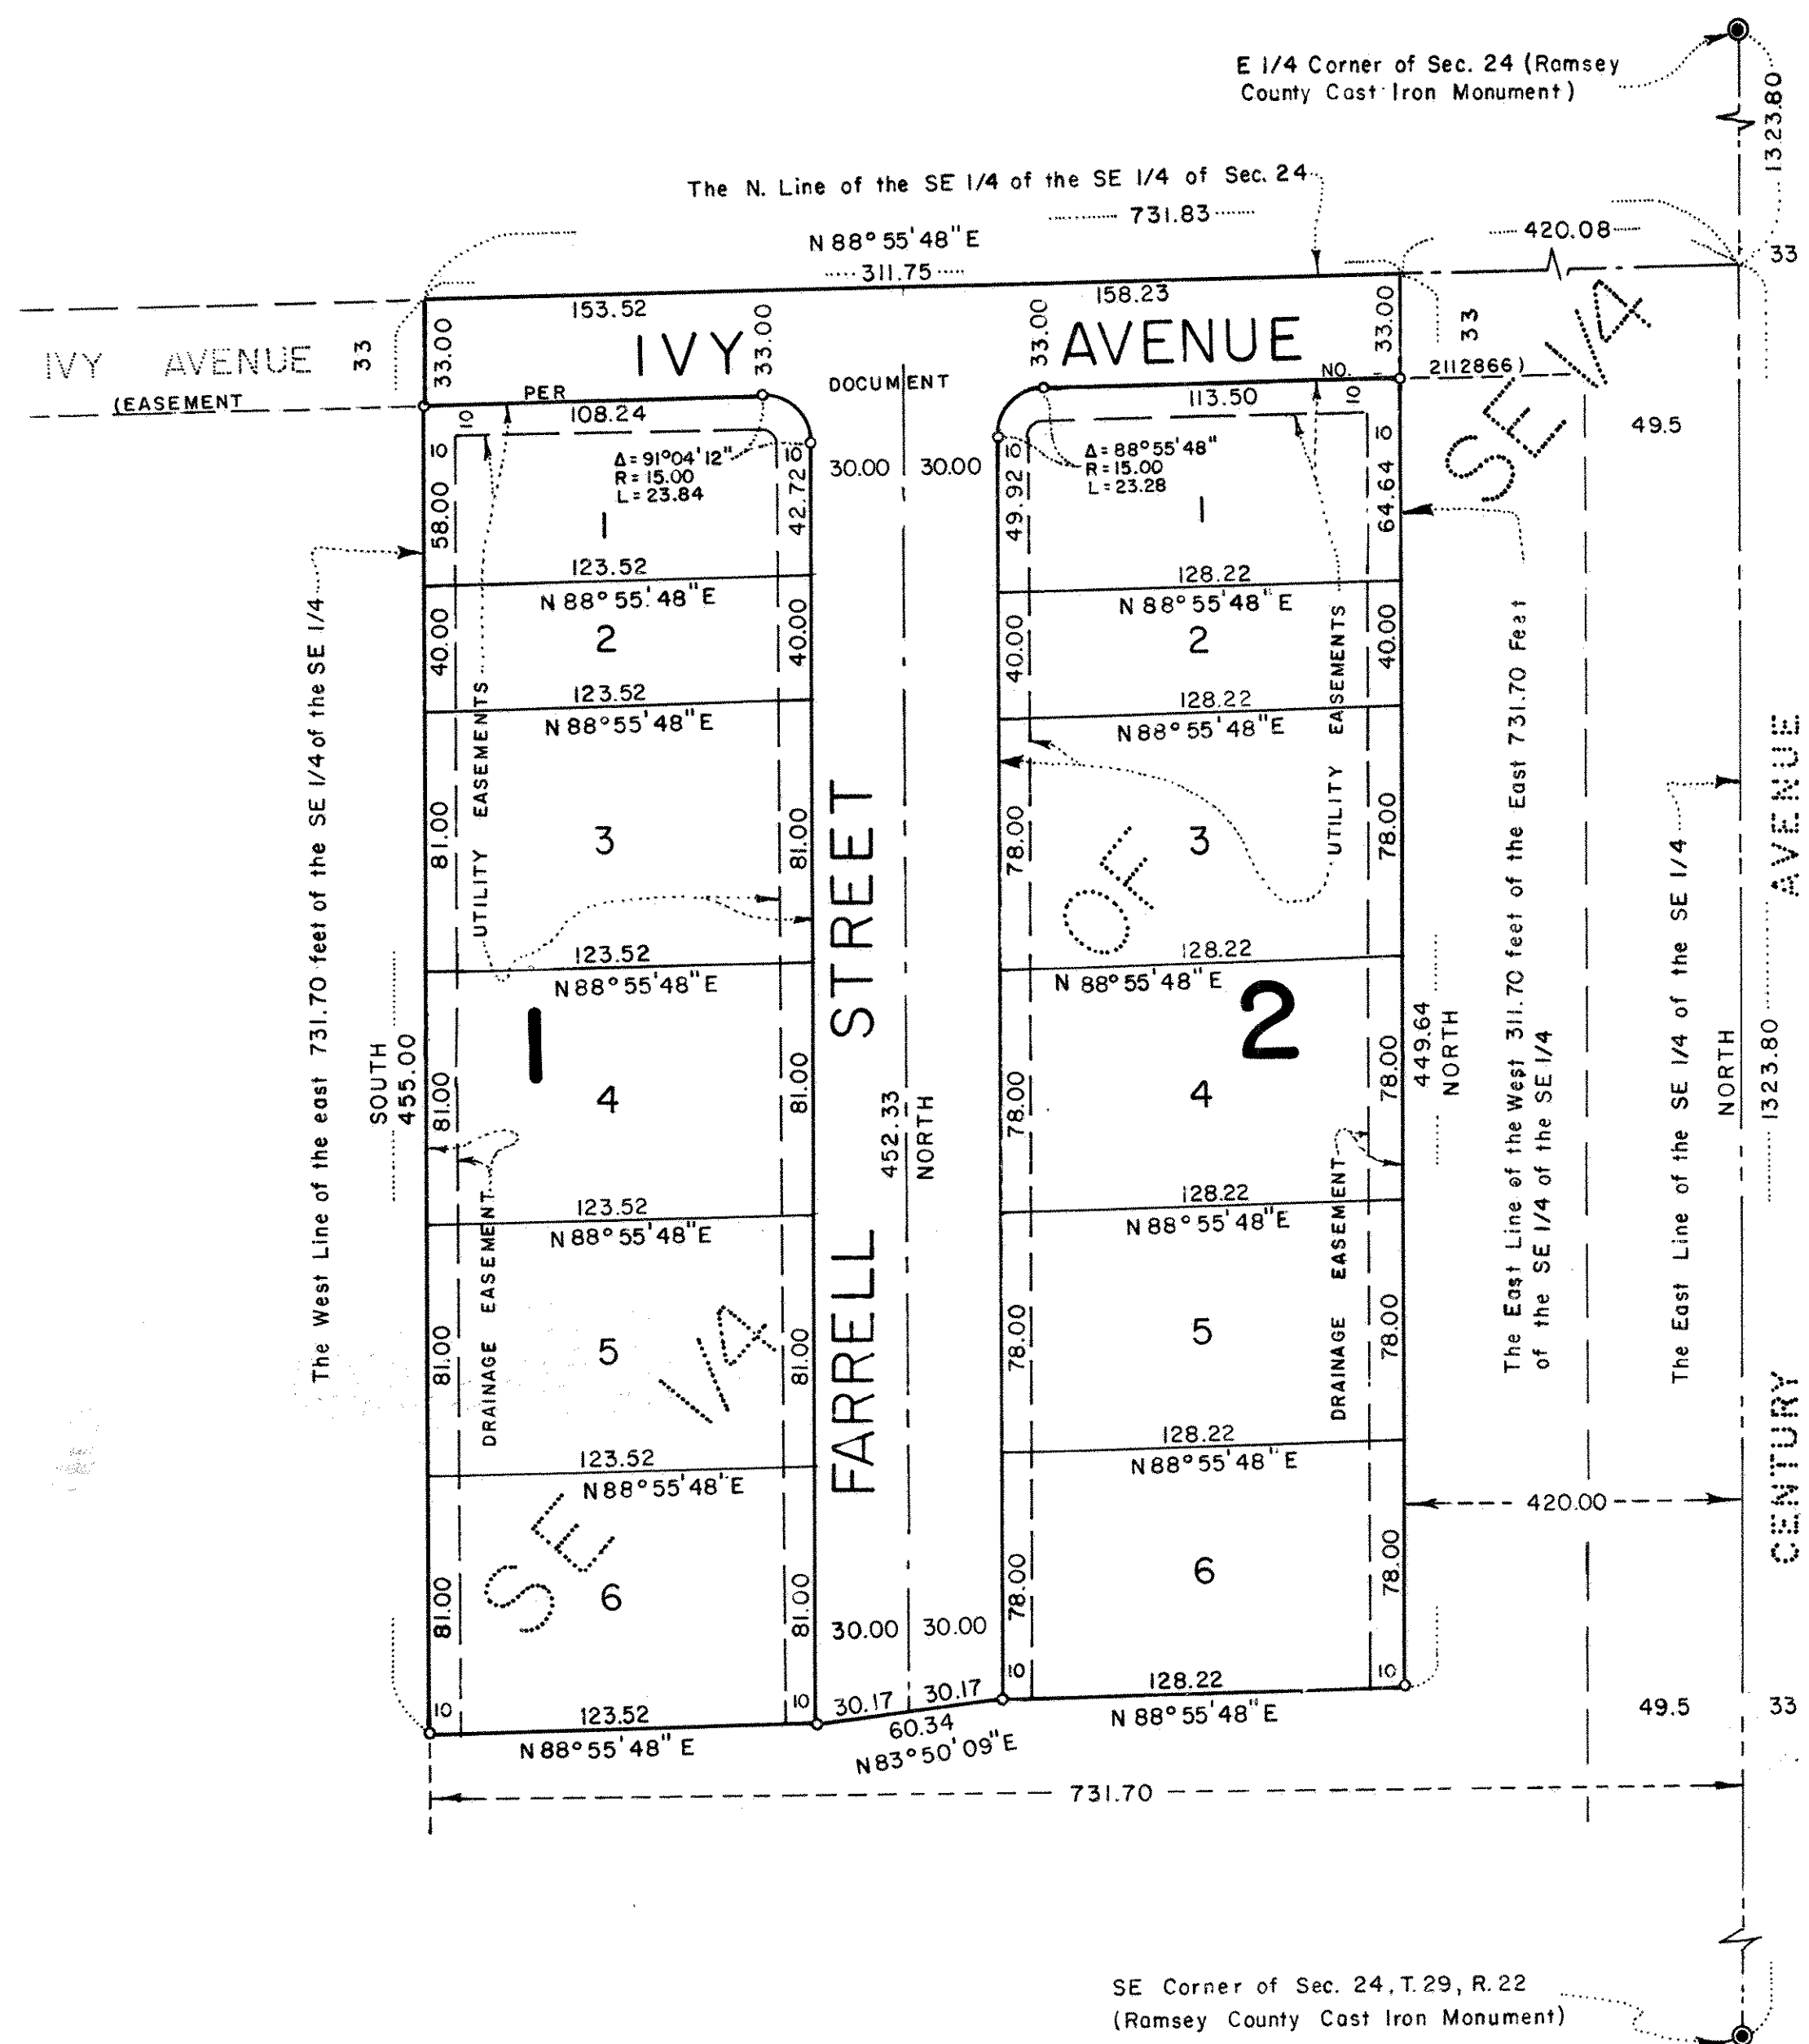 E 1/4 Corner of Sec. 24 (Ramsey
County Cast Iron Monument)
1323.80
The N. Line of the SE 1/4 of the SE 1/4 of Sec. 24
731.83
N 88° 55' 48" E
311.75
420.08
33
153.52
158.23
33.00
33.00
33.00
33.00
33
33
IVY AVENUE
IVY AVENUE
(EASEMENT
PER
DOCUMENT
NO.
2112866)
108.24
113.50
10
10
10
10
10
10
Δ = 91°04'12"
R = 15.00
L = 23.84
30.00
30.00
Δ = 88°55'48"
R = 15.00
L = 23.28
49.5
SE 1/4
58.00
42.72
49.92
64.64
1
1
123.52
N 88° 55' 48" E
128.22
N 88° 55' 48" E
40.00
2
40.00
40.00
2
40.00
123.52
N 88° 55' 48" E
128.22
N 88° 55' 48" E
UTILITY EASEMENTS
UTILITY EASEMENTS
81.00
3
81.00
78.00
3
78.00
OF
123.52
N 88° 55' 48" E
128.22
N 88° 55' 48" E
1
2
SOUTH
455.00
81.00
4
81.00
452.33
NORTH
78.00
4
78.00
449.64
NORTH
FARRELL STREET
123.52
N 88° 55' 48" E
128.22
N 88° 55' 48" E
DRAINAGE EASEMENT
DRAINAGE EASEMENT
81.00
5
81.00
78.00
5
78.00
123.52
N 88° 55' 48" E
128.22
N 88° 55' 48" E
SE 1/4
81.00
6
81.00
30.00
30.00
78.00
6
78.00
10
10
10
10
123.52
N 88° 55' 48" E
30.17
30.17
60.34
N 83° 50' 09" E
128.22
N 88° 55' 48" E
420.00
49.5
33
731.70
The West Line of the east 731.70 feet of the SE 1/4 of the SE 1/4
The East Line of the West 311.70 feet of the East 731.70 Feet
of the SE 1/4 of the SE 1/4
The East Line of the SE 1/4 of the SE 1/4
NORTH
1323.80
CENTURY AVENUE
SE Corner of Sec. 24, T. 29, R. 22
(Ramsey County Cast Iron Monument)